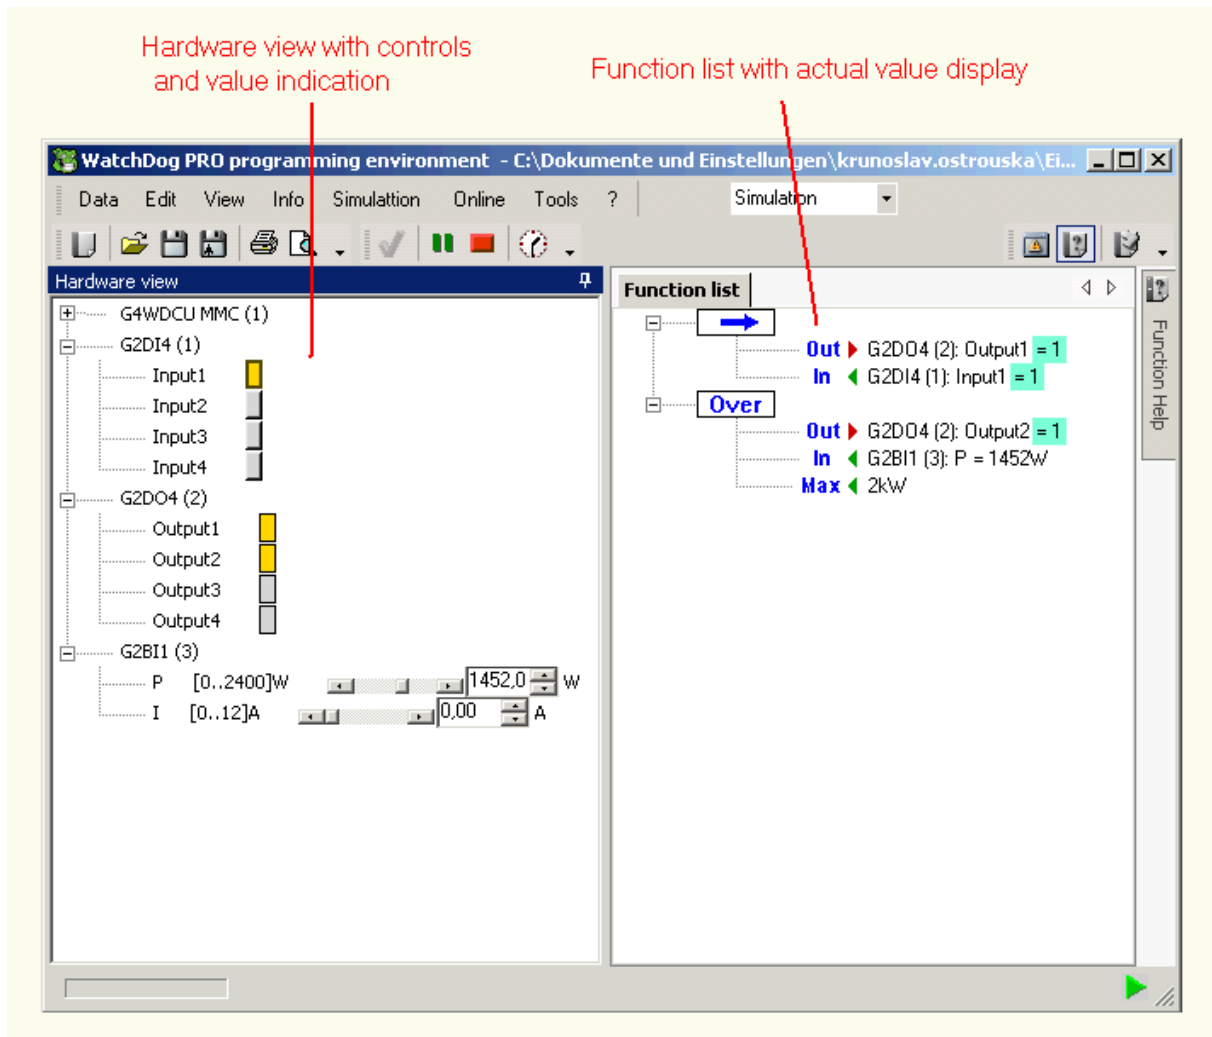 Hardware view with controls
and value indication
Function list with actual value display
WatchDog PRO programming environment - C:\Dokumente und Einstellungen\krunoslav.ostrouska\Ei...
Data Edit View Info Simulattion Online Tools ? Simulation
Hardware view
Function list
G4WDCU MMC (1)
G2DI4 (1)
Input1
Input2
Input3
Input4
G2DO4 (2)
Output1
Output2
Output3
Output4
G2BI1 (3)
P [0..2400]W 1452,0 W
I [0..12]A 0,00 A
Out G2DO4 (2): Output1 = 1
In G2DI4 (1): Input1 = 1
Over
Out G2DO4 (2): Output2 = 1
In G2BI1 (3): P = 1452W
Max 2kW
Function Help